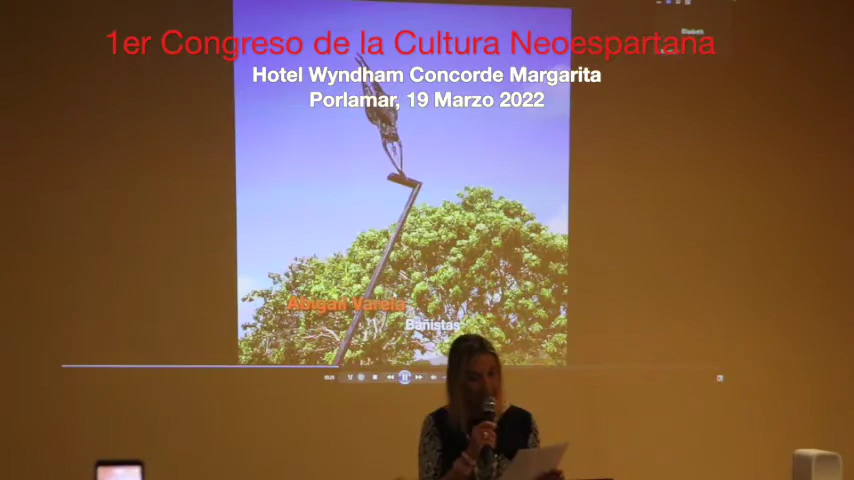 1er Congreso de la Cultura Neoespartana
Hotel Wyndham Concorde Margarita
Porlamar, 19 Marzo 2022
Abigail Varela
Bañistas